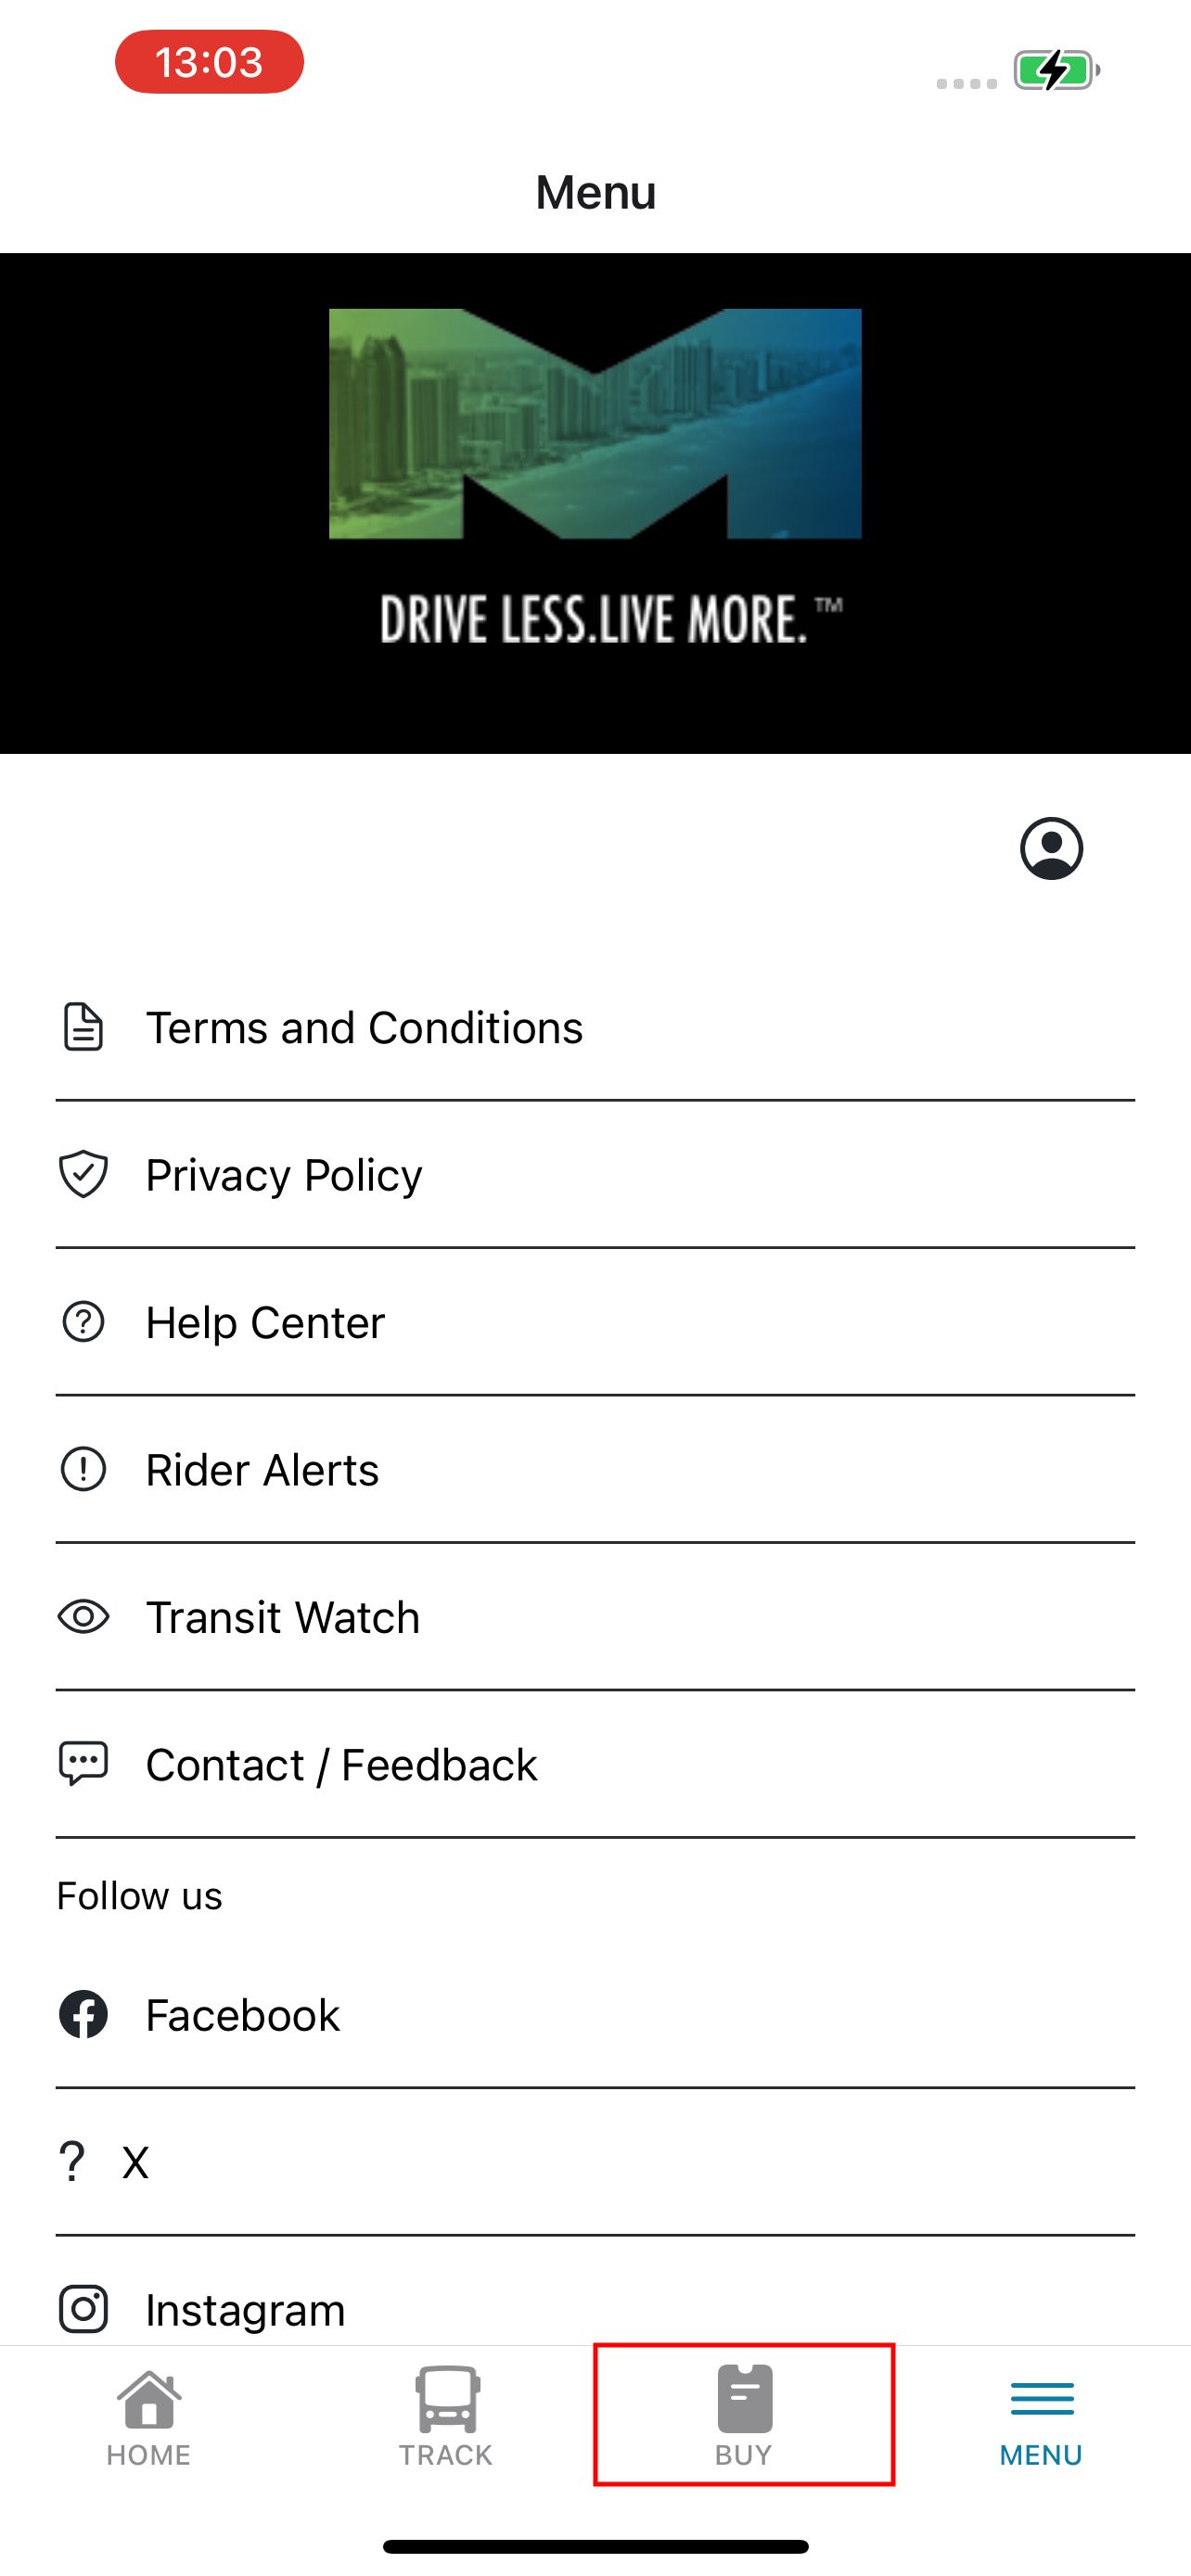 13:03
Menu
DRIVE LESS.LIVE MORE.™
Terms and Conditions
Privacy Policy
Help Center
Rider Alerts
Transit Watch
Contact / Feedback
Follow us
Facebook
? X
Instagram
HOME TRACK BUY MENU